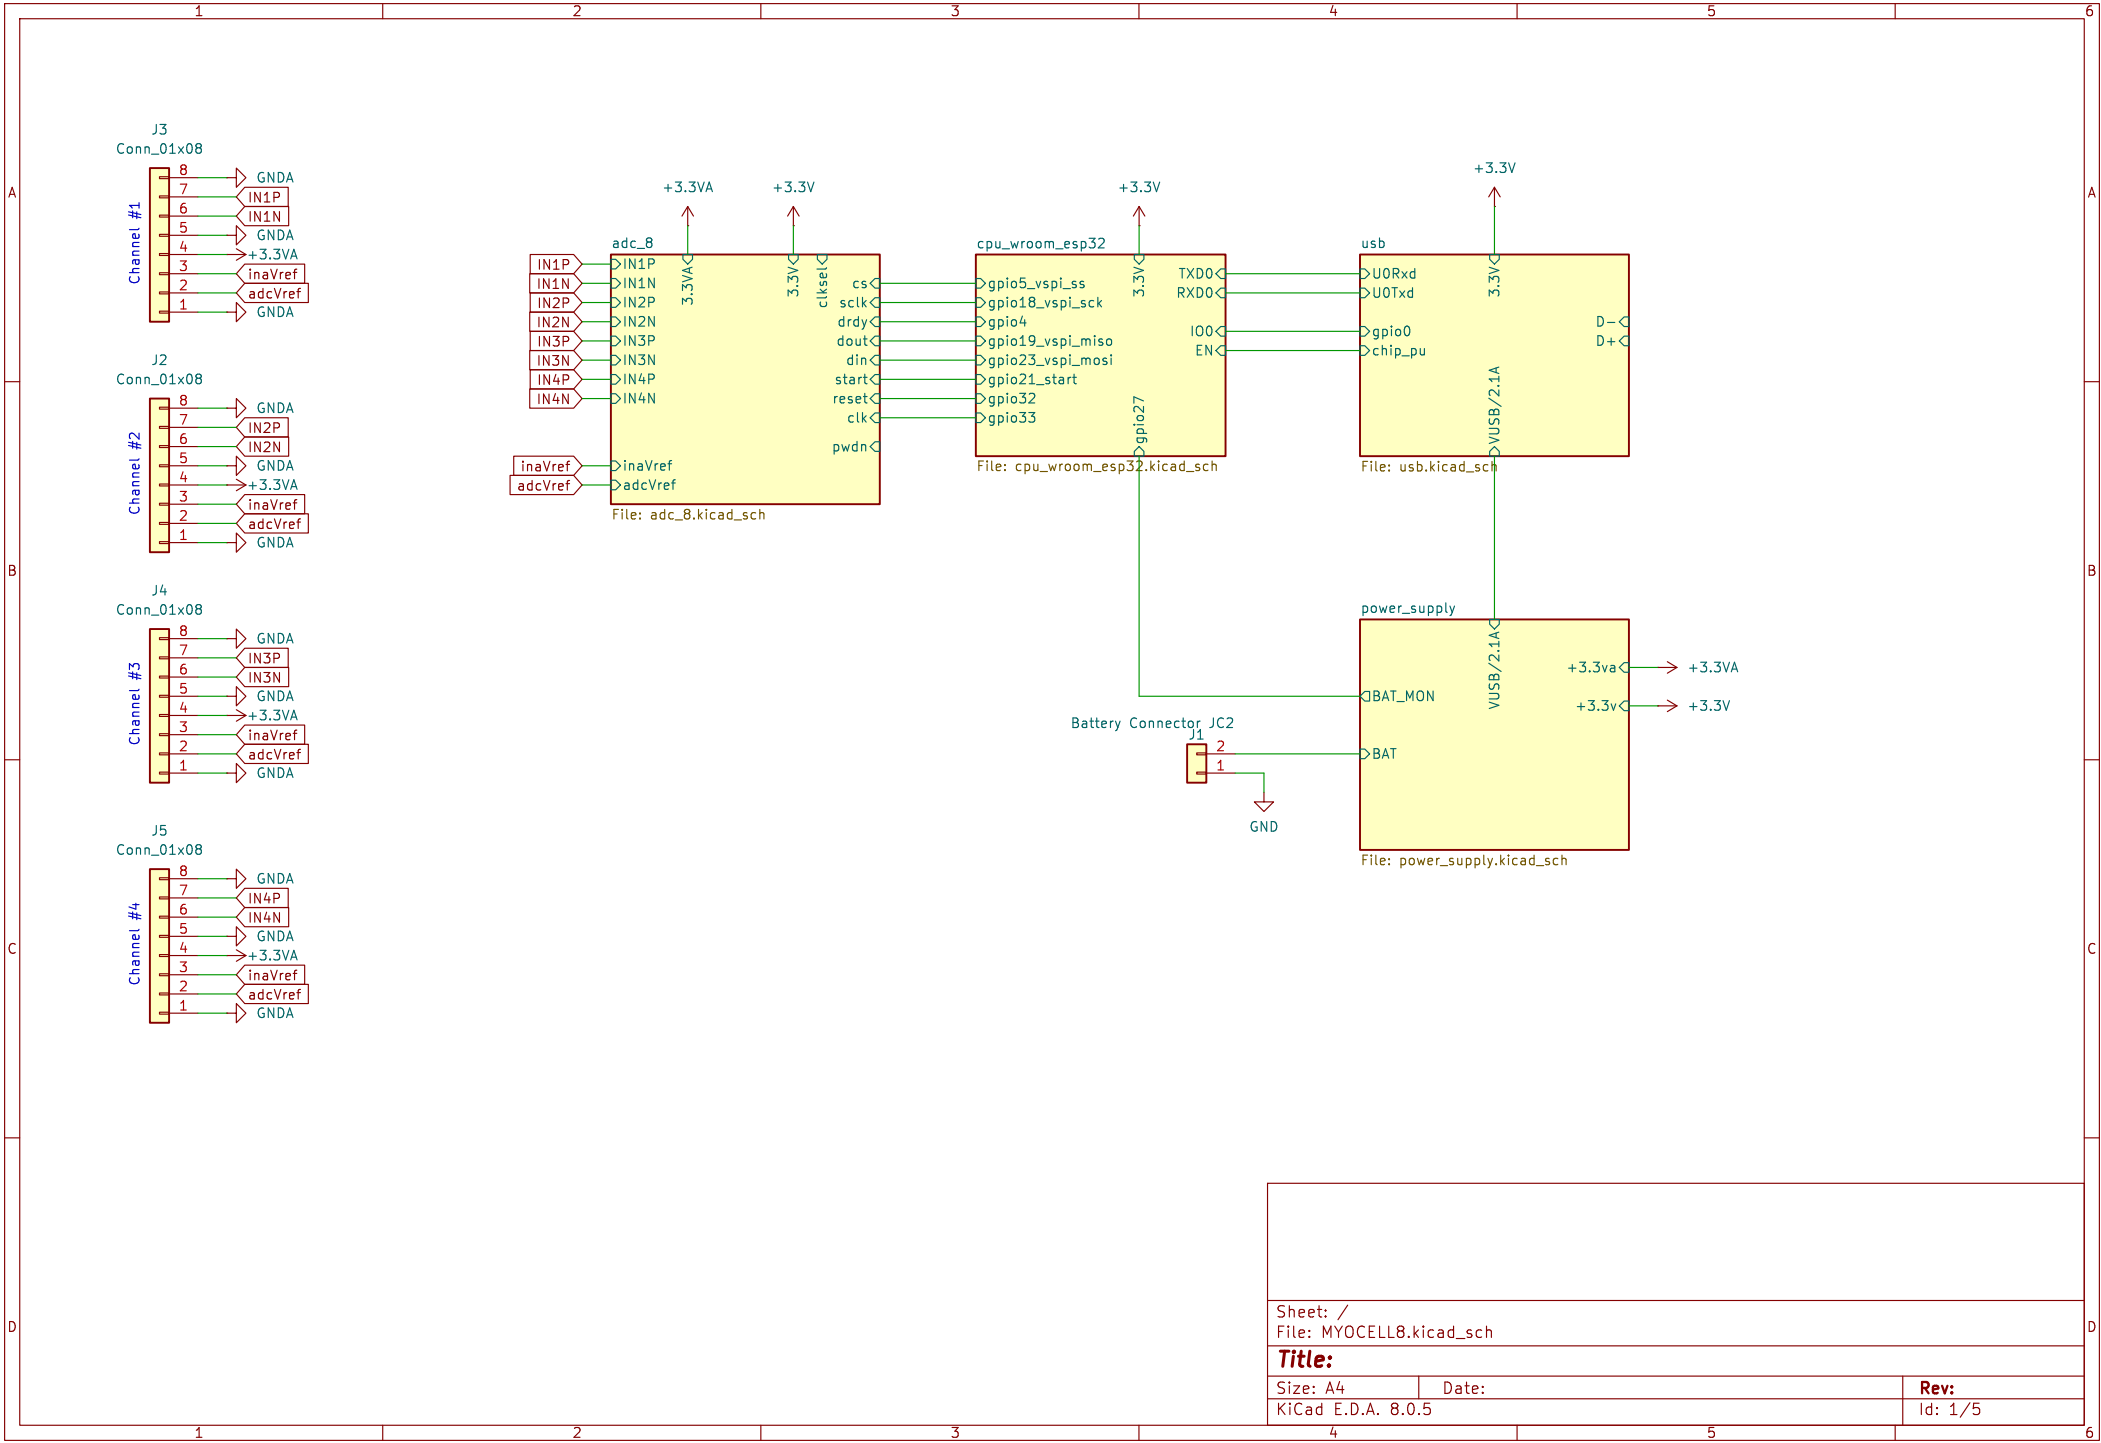 1 2 3 4 5 6
A
B
C
D
J3
Conn_01x08
Channel #1
8 GNDA
7 IN1P
6 IN1N
5 GNDA
4 +3.3VA
3 inaVref
2 adcVref
1 GNDA
J2
Conn_01x08
Channel #2
8 GNDA
7 IN2P
6 IN2N
5 GNDA
4 +3.3VA
3 inaVref
2 adcVref
1 GNDA
J4
Conn_01x08
Channel #3
8 GNDA
7 IN3P
6 IN3N
5 GNDA
4 +3.3VA
3 inaVref
2 adcVref
1 GNDA
J5
Conn_01x08
Channel #4
8 GNDA
7 IN4P
6 IN4N
5 GNDA
4 +3.3VA
3 inaVref
2 adcVref
1 GNDA
+3.3VA
+3.3V
adc_8
3.3VA
3.3V
clksel
IN1P IN1P
IN1N IN1N
IN2P IN2P
IN2N IN2N
IN3P IN3P
IN3N IN3N
IN4P IN4P
IN4N IN4N
inaVref inaVref
adcVref adcVref
cs
sclk
drdy
dout
din
start
reset
clk
pwdn
File: adc_8.kicad_sch
+3.3V
cpu_wroom_esp32
3.3V
gpio5_vspi_ss
gpio18_vspi_sck
gpio4
gpio19_vspi_miso
gpio23_vspi_mosi
gpio21_start
gpio32
gpio33
TXD0
RXD0
IO0
EN
gpio27
File: cpu_wroom_esp32.kicad_sch
+3.3V
usb
3.3V
U0Rxd
U0Txd
gpio0
chip_pu
D-
D+
VUSB/2.1A
File: usb.kicad_sch
power_supply
VUSB/2.1A
+3.3va +3.3VA
+3.3v +3.3V
BAT_MON
BAT
File: power_supply.kicad_sch
Battery Connector JC2
J1
2
1
GND
Sheet: /
File: MYOCELL8.kicad_sch
Title:
Size: A4 Date: Rev:
KiCad E.D.A. 8.0.5 Id: 1/5
A
B
C
D
1 2 3 4 5 6